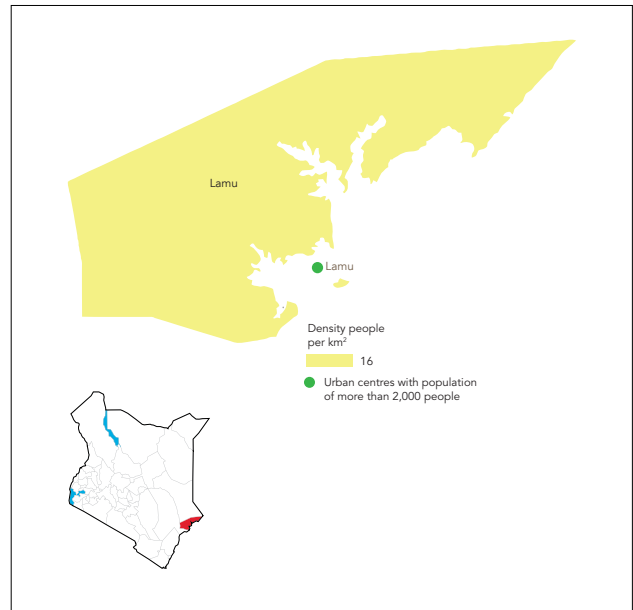 Lamu
Lamu
Density people
per km²
16
Urban centres with population
of more than 2,000 people